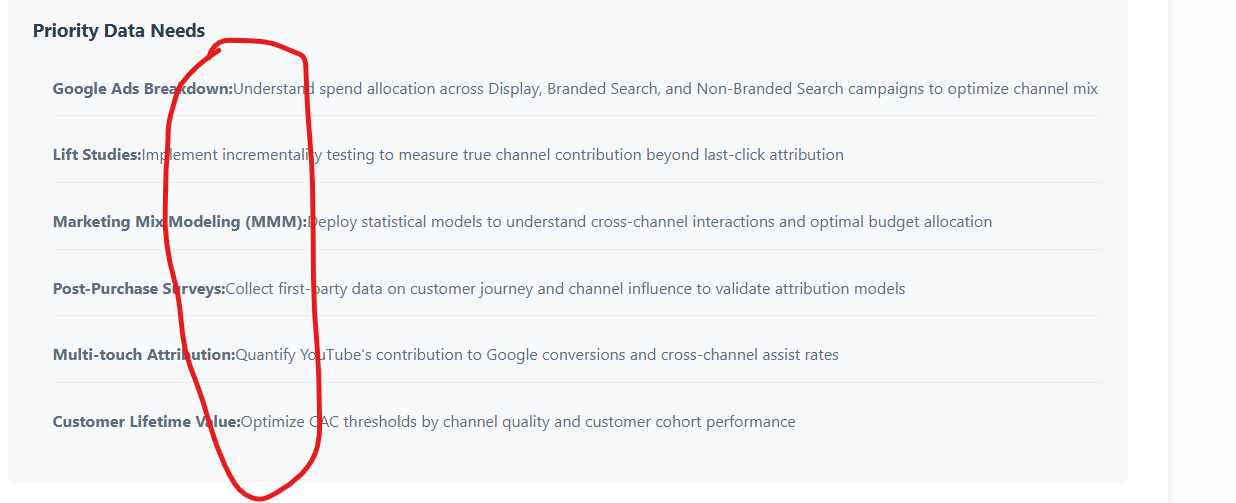 Priority Data Needs
Google Ads Breakdown:Understand spend allocation across Display, Branded Search, and Non-Branded Search campaigns to optimize channel mix
Lift Studies:Implement incrementality testing to measure true channel contribution beyond last-click attribution
Marketing Mix Modeling (MMM):Deploy statistical models to understand cross-channel interactions and optimal budget allocation
Post-Purchase Surveys:Collect first-party data on customer journey and channel influence to validate attribution models
Multi-touch Attribution:Quantify YouTube's contribution to Google conversions and cross-channel assist rates
Customer Lifetime Value:Optimize CAC thresholds by channel quality and customer cohort performance